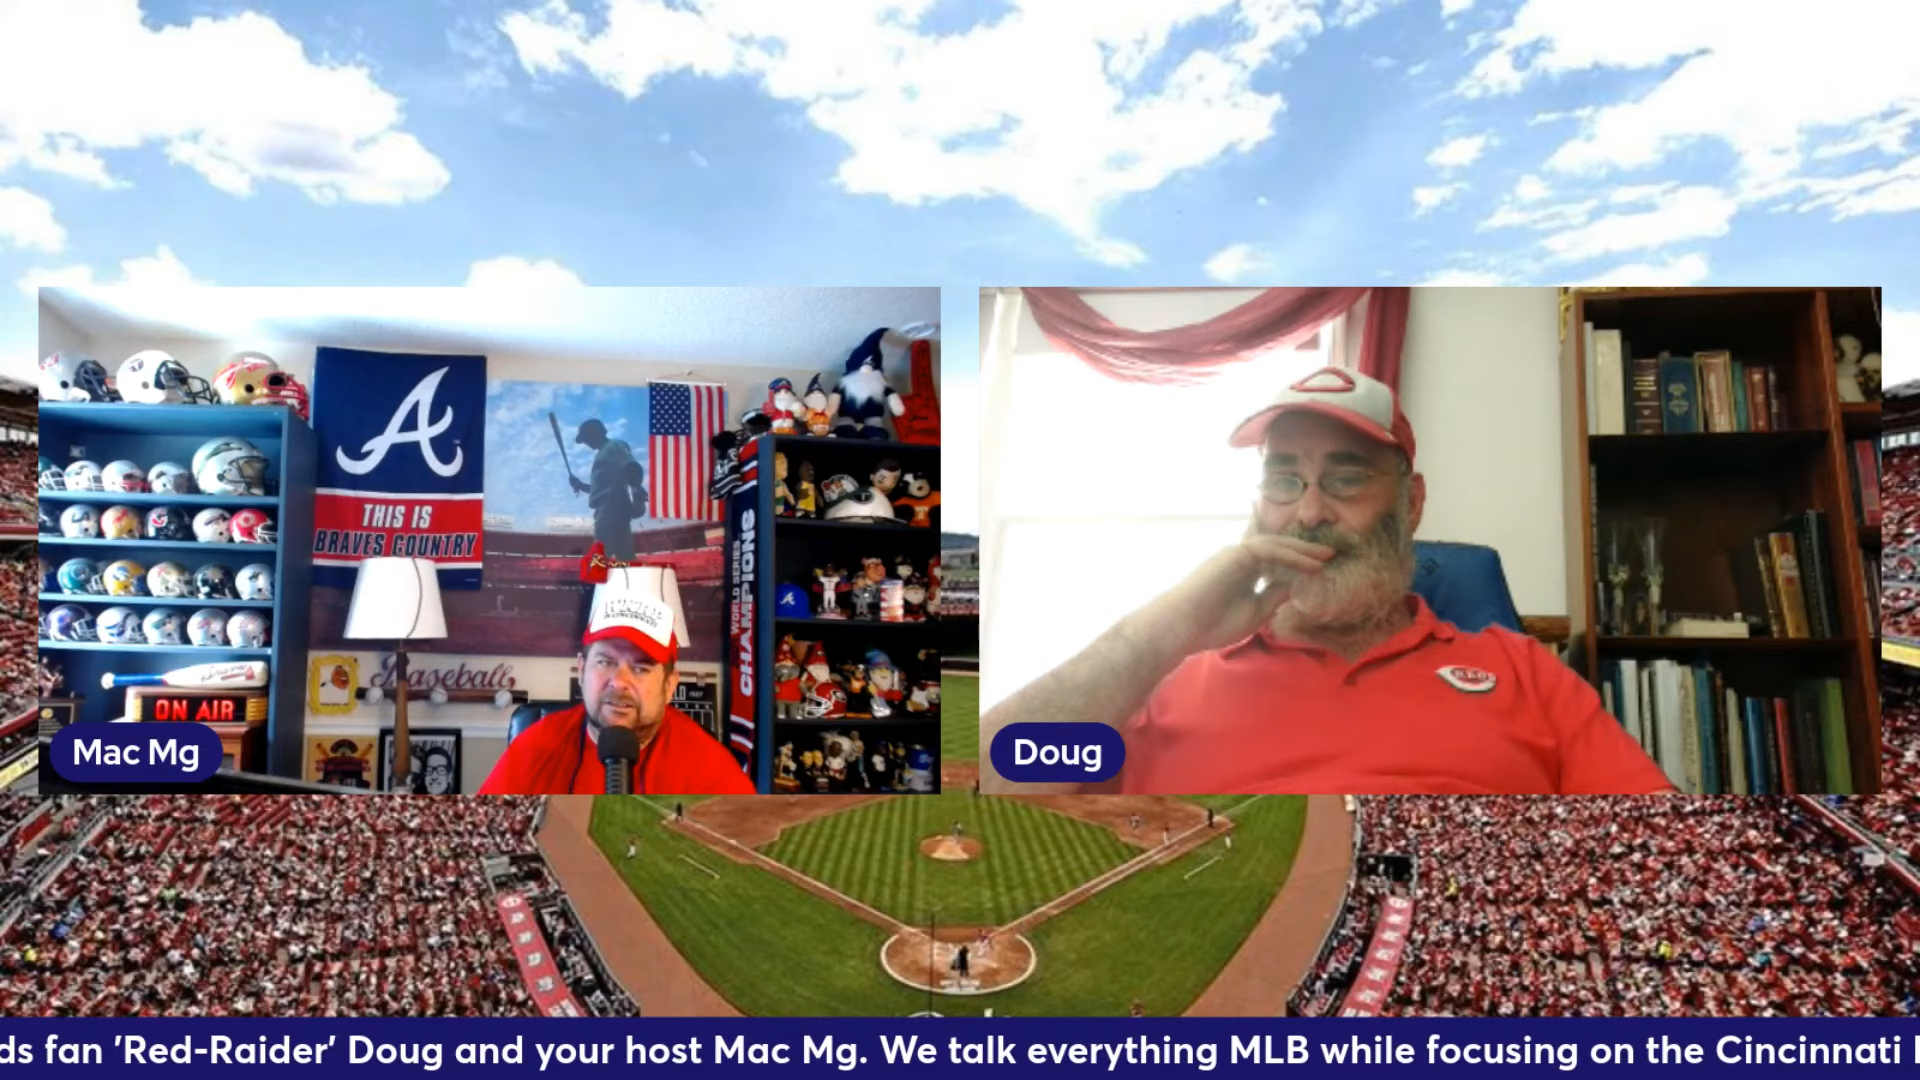 A
THIS IS
BRAVES COUNTRY
WORLD SERIES
CHAMPIONS
Baseball
ON AIR
A
REDS
Mac Mg
Doug
ds fan 'Red-Raider' Doug and your host Mac Mg. We talk everything MLB while focusing on the Cincinnati